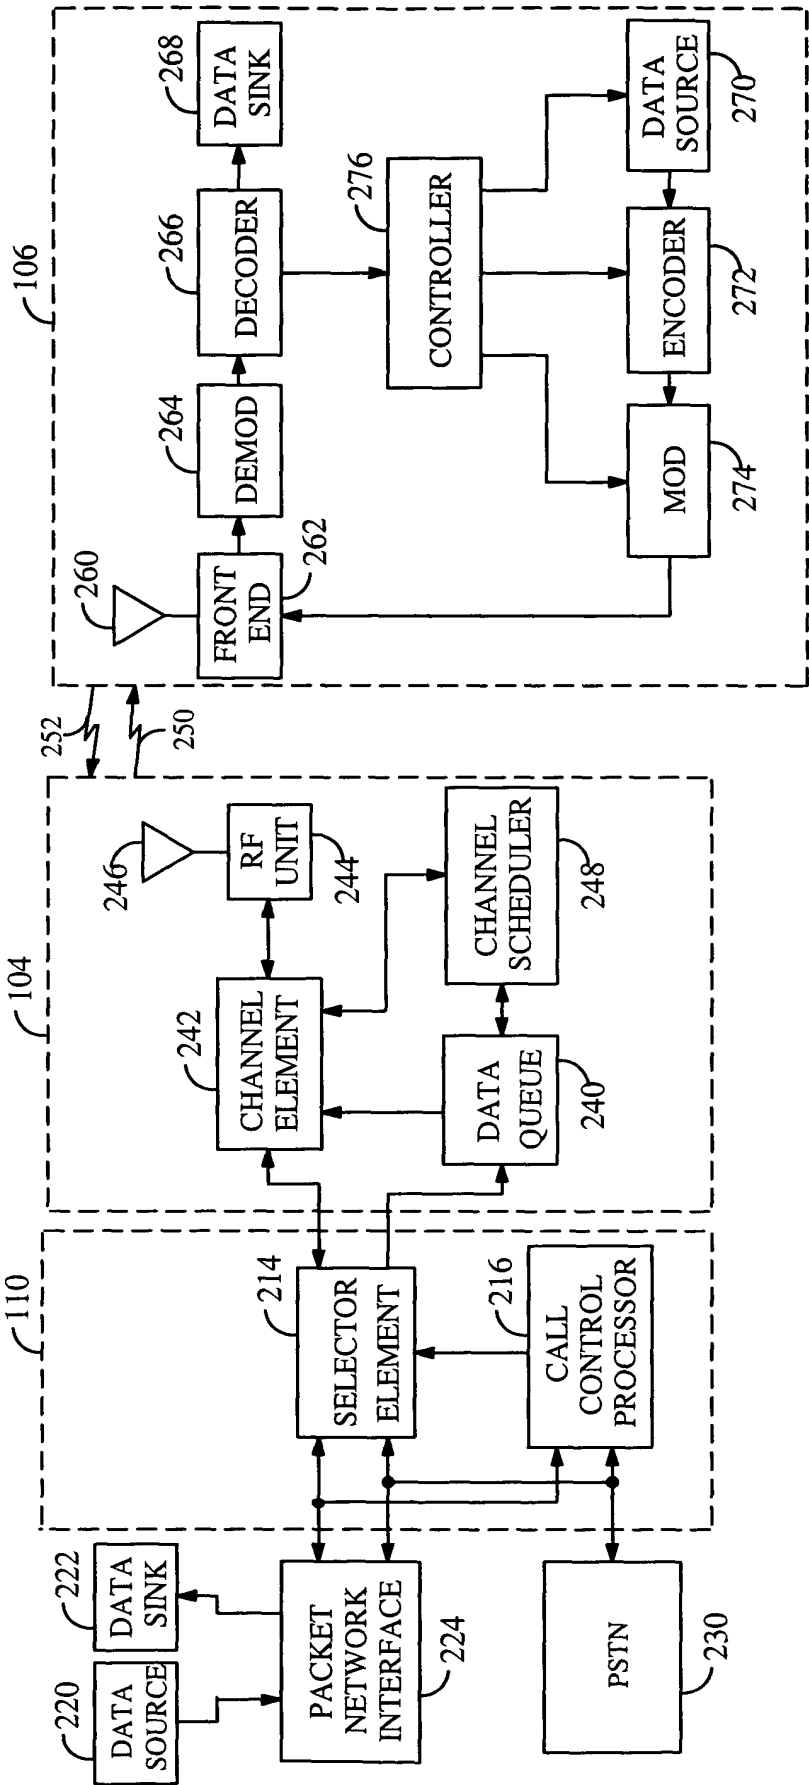 220
DATA
SOURCE
222
DATA
SINK
PACKET
NETWORK
INTERFACE
224
PSTN
230
110
214
SELECTOR
ELEMENT
216
CALL
CONTROL
PROCESSOR
104
242
CHANNEL
ELEMENT
246
RF
UNIT
244
DATA
QUEUE
240
CHANNEL
SCHEDULER
248
252
250
106
260
FRONT
END
262
264
DEMOD
266
DECODER
268
DATA
SINK
276
CONTROLLER
MOD
274
ENCODER
272
DATA
SOURCE
270